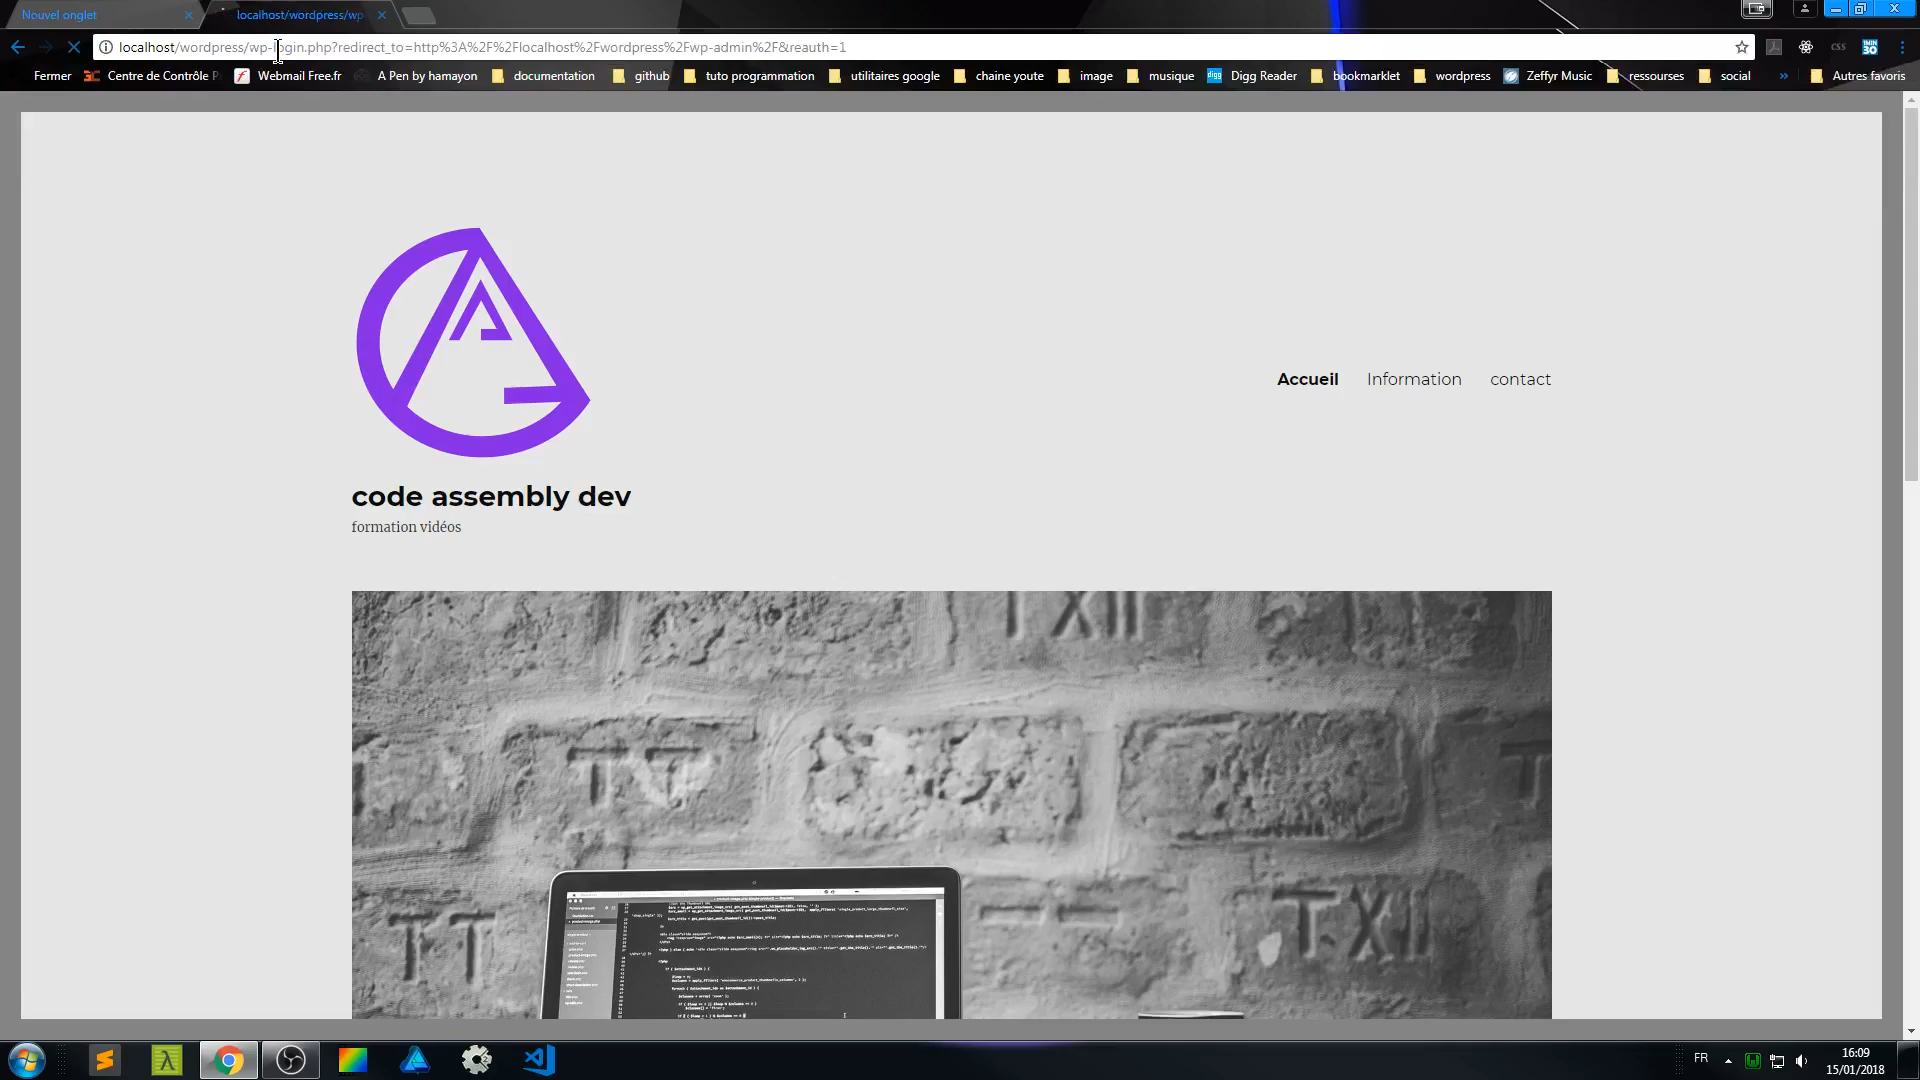 Nouvel onglet
localhost/wordpress/wp
localhost/wordpress/wp-login.php?redirect_to=http%3A%2F%2Flocalhost%2Fwordpress%2Fwp-admin%2F&reauth=1
Fermer Centre de Contrôle P Webmail Free.fr A Pen by hamayon documentation github tuto programmation utilitaires google chaine youte image musique Digg Reader bookmarklet wordpress Zeffyr Music ressourses social » Autres favoris
Accueil Information contact
code assembly dev
formation vidéos
FR
16:09
15/01/2018